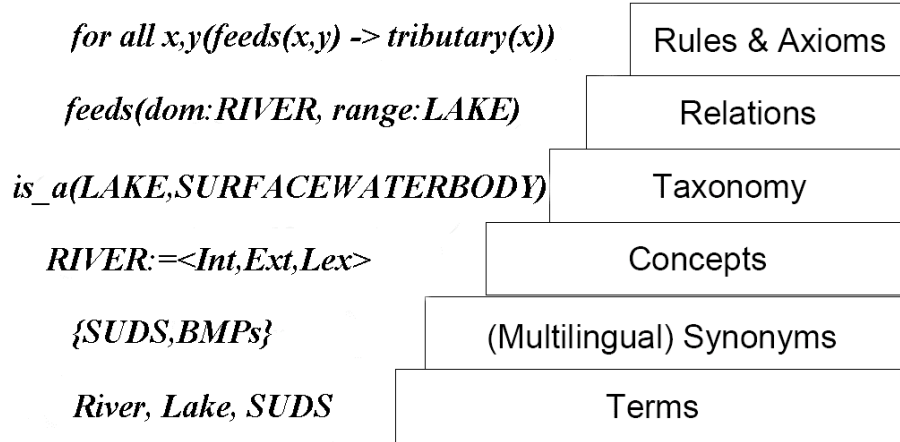 for all x,y(feeds(x,y) -> tributary(x))
Rules & Axioms
feeds(dom:RIVER, range:LAKE)
Relations
is_a(LAKE,SURFACEWATERBODY)
Taxonomy
RIVER:=<Int,Ext,Lex>
Concepts
{SUDS,BMPs}
(Multilingual) Synonyms
River, Lake, SUDS
Terms